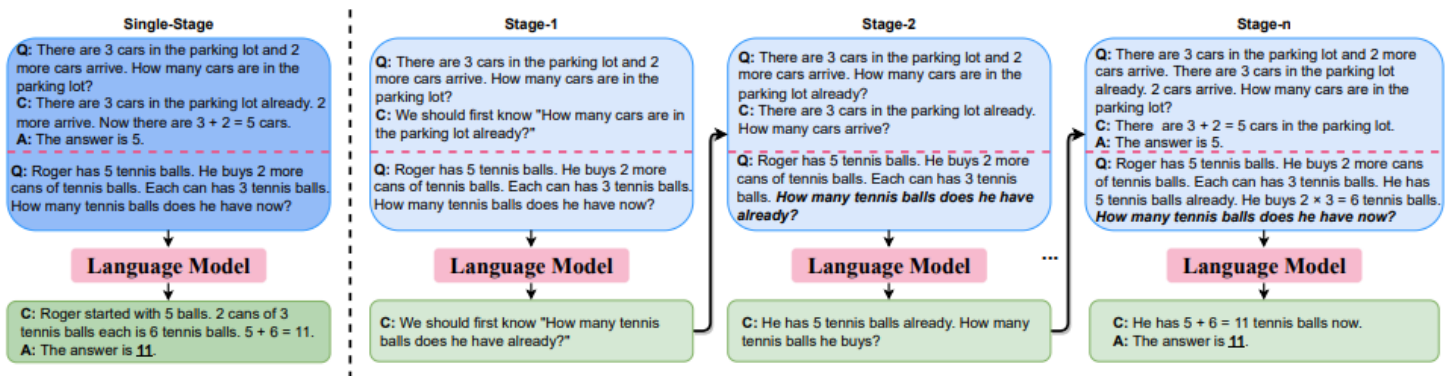 Single-Stage
Q: There are 3 cars in the parking lot and 2
more cars arrive. How many cars are in the
parking lot?
C: There are 3 cars in the parking lot already. 2
more arrive. Now there are 3 + 2 = 5 cars.
A: The answer is 5.
Q: Roger has 5 tennis balls. He buys 2 more
cans of tennis balls. Each can has 3 tennis balls.
How many tennis balls does he have now?
Language Model
C: Roger started with 5 balls. 2 cans of 3
tennis balls each is 6 tennis balls. 5 + 6 = 11.
A: The answer is 11.
Stage-1
Q: There are 3 cars in the parking lot and 2
more cars arrive. How many cars are in the
parking lot?
C: We should first know "How many cars are in
the parking lot already?"
Q: Roger has 5 tennis balls. He buys 2 more
cans of tennis balls. Each can has 3 tennis balls.
How many tennis balls does he have now?
Language Model
C: We should first know "How many tennis
balls does he have already?"
Stage-2
Q: There are 3 cars in the parking lot and 2
more cars arrive. How many cars are in the
parking lot already?
C: There are 3 cars in the parking lot already.
How many cars arrive?
Q: Roger has 5 tennis balls. He buys 2 more
cans of tennis balls. Each can has 3 tennis
balls. How many tennis balls does he have
already?
Language Model
C: He has 5 tennis balls already. How many
tennis balls he buys?
...
Stage-n
Q: There are 3 cars in the parking lot and 2 more
cars arrive. There are 3 cars in the parking lot
already. 2 cars arrive. How many cars are in the
parking lot?
C: There are 3 + 2 = 5 cars in the parking lot.
A: The answer is 5.
Q: Roger has 5 tennis balls. He buys 2 more cans
of tennis balls. Each can has 3 tennis balls. He has
5 tennis balls already. He buys 2 × 3 = 6 tennis balls.
How many tennis balls does he have now?
Language Model
C: He has 5 + 6 = 11 tennis balls now.
A: The answer is 11.